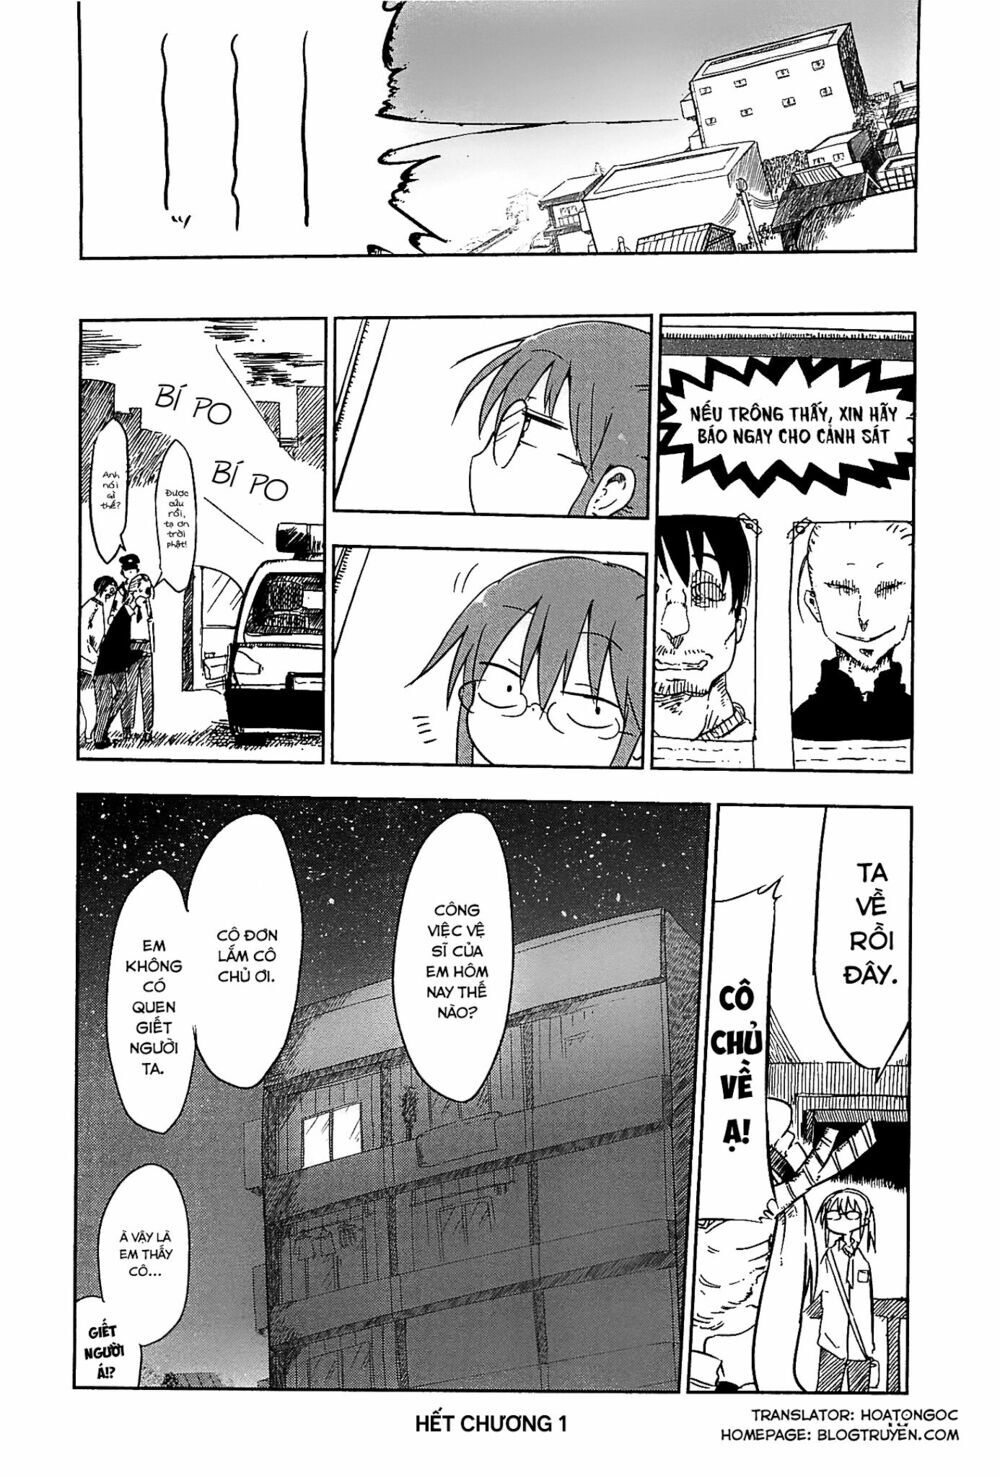 NẾU TRÔNG THẤY, XIN HÃY
BÁO NGAY CHO CẢNH SÁT
BÍ PO
BÍ PO
Được
cứu
rồi,
tạ ơn
trời
phật!
Anh
nói
gì
thế?
TA
VỀ
RỒI
ĐÂY.
CÔ
CHỦ
VỀ
Ạ!
CÔNG
VIỆC VỆ
SĨ CỦA
EM HÔM
NAY THẾ
NÀO?
CÔ ĐƠN
LẮM CÔ
CHỦ ƠI.
EM
KHÔNG
CÓ
QUEN
GIẾT
NGƯỜI
TA.
À VẬY LÀ
EM THẤY
CÔ...
GIẾT
NGƯỜI
Á!?
HẾT CHƯƠNG 1
TRANSLATOR: HOATONGOC
HOMEPAGE: BLOGTRUYEN.COM